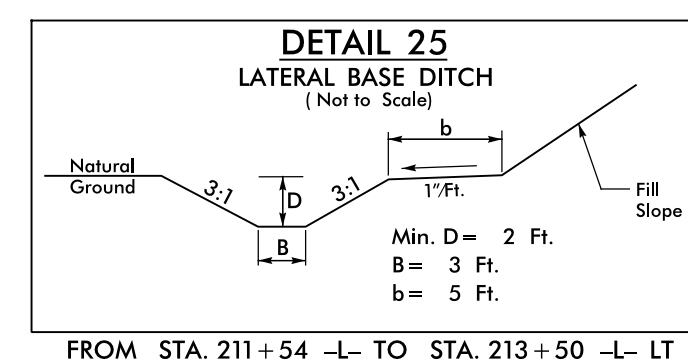 DETAIL 25
LATERAL BASE DITCH
( Not to Scale)
b
Natural
Ground
3:1
D
3:1
1"/Ft.
Fill
Slope
B
Min. D= 2 Ft.
B= 3 Ft.
b= 5 Ft.
FROM STA. 211+54 -L- TO STA. 213+50 -L- LT